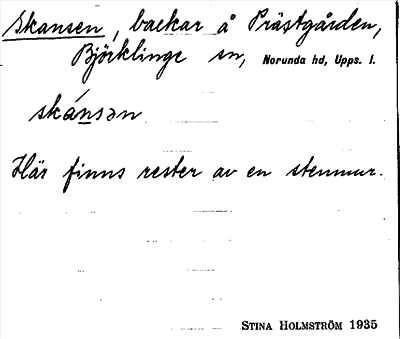 Skansen, backar å Prästgården,
Björklinge sn, Norunda hd, Upps. l.
skánsən
Här finns rester av en stenmur.
STINA HOLMSTRÖM 1935